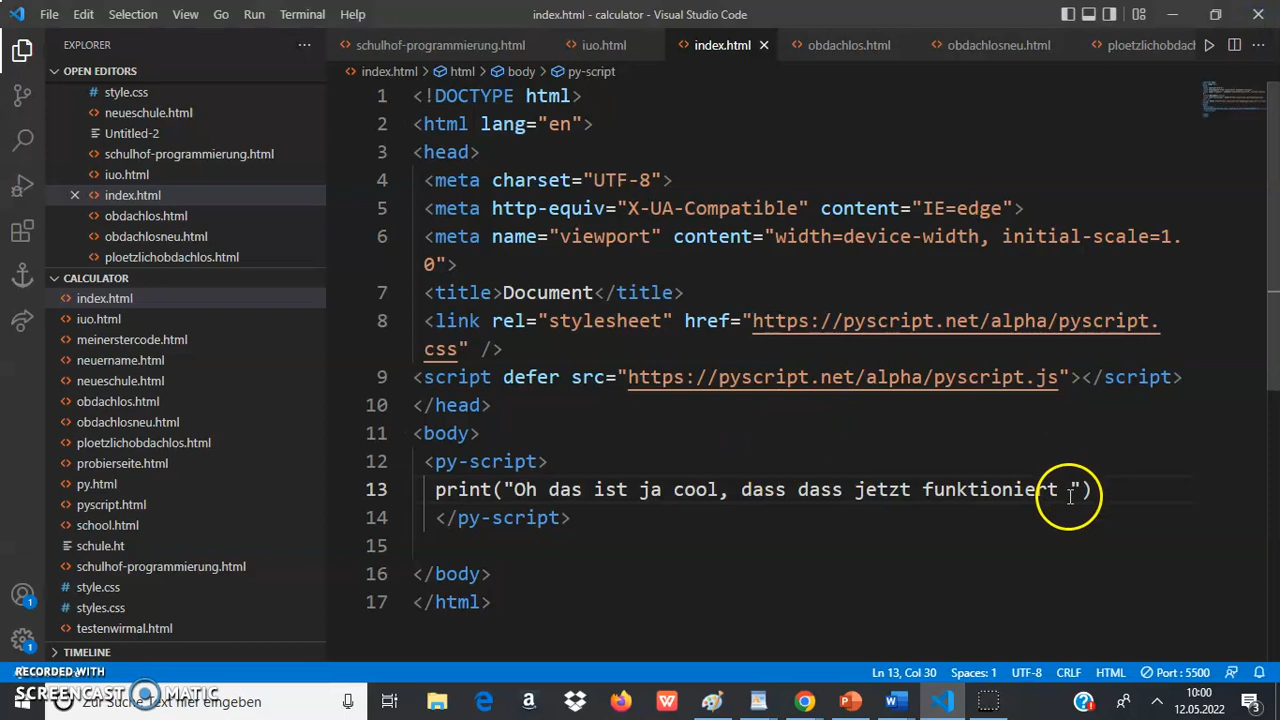 File Edit Selection View Go Run Terminal Help
index.html - calculator - Visual Studio Code
EXPLORER
OPEN EDITORS
style.css
neueschule.html
Untitled-2
schulhof-programmierung.html
iuo.html
index.html
obdachlos.html
obdachlosneu.html
ploetzlichobdachlos.html
CALCULATOR
index.html
iuo.html
meinerstercode.html
neuername.html
neueschule.html
obdachlos.html
obdachlosneu.html
ploetzlichobdachlos.html
probierseite.html
py.html
pyscript.html
school.html
schule.ht
schulhof-programmierung.html
style.css
styles.css
testenwirmal.html
TIMELINE
schulhof-programmierung.html iuo.html index.html obdachlos.html obdachlosneu.html ploetzlichobdach
index.html > html > body > py-script
1 <!DOCTYPE html>
2 <html lang="en">
3 <head>
4 <meta charset="UTF-8">
5 <meta http-equiv="X-UA-Compatible" content="IE=edge">
6 <meta name="viewport" content="width=device-width, initial-scale=1.
0">
7 <title>Document</title>
8 <link rel="stylesheet" href="https://pyscript.net/alpha/pyscript.
css" />
9 <script defer src="https://pyscript.net/alpha/pyscript.js"></script>
10 </head>
11 <body>
12 <py-script>
13 print("Oh das ist ja cool, dass dass jetzt funktioniert ")
14 </py-script>
15
16 </body>
17 </html>
1
1
RECORDED WITH
SCREENCAST MATIC
Ln 13, Col 30 Spaces: 1 UTF-8 CRLF HTML Port : 5500
Zur Suche Text hier eingeben
10:00
12.05.2022
3